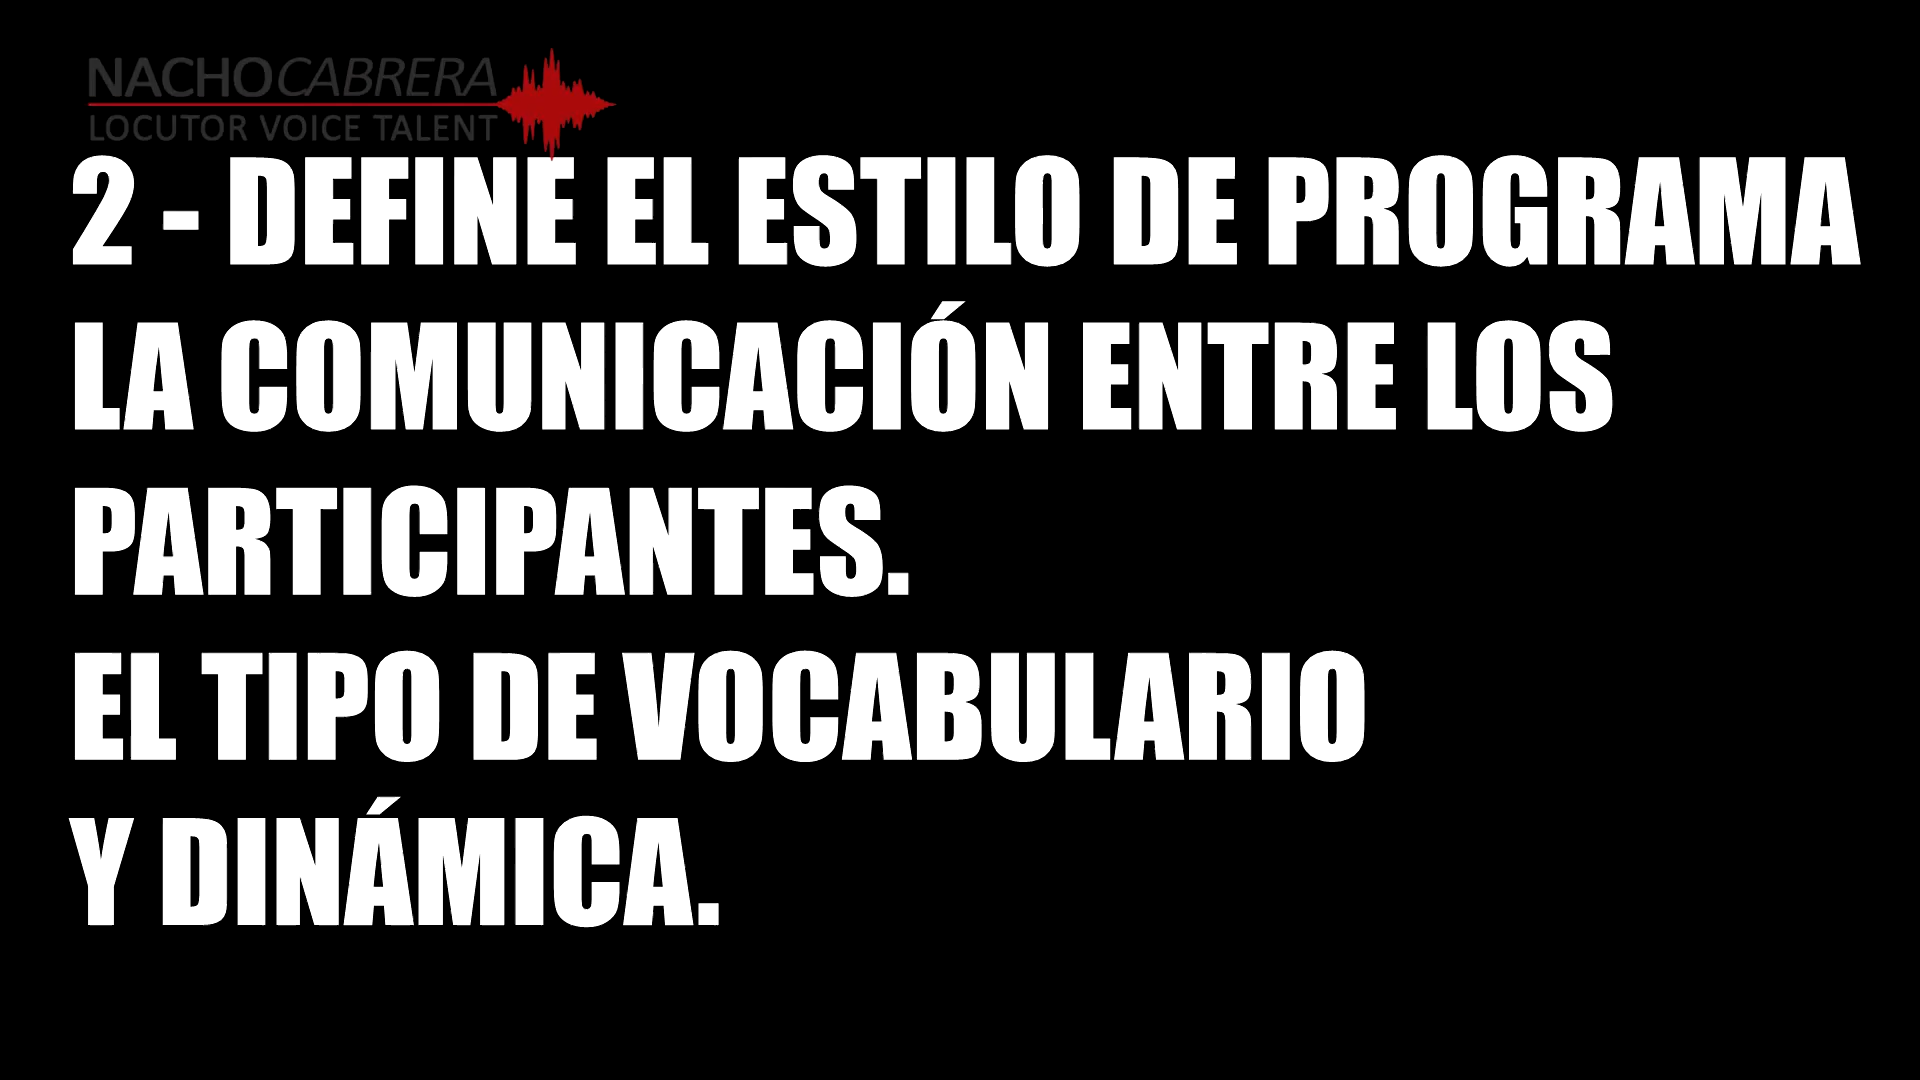 NACHOCABRERA
LOCUTOR VOICE TALENT
2 - DEFINE EL ESTILO DE PROGRAMA
LA COMUNICACIÓN ENTRE LOS
PARTICIPANTES.
EL TIPO DE VOCABULARIO
Y DINÁMICA.